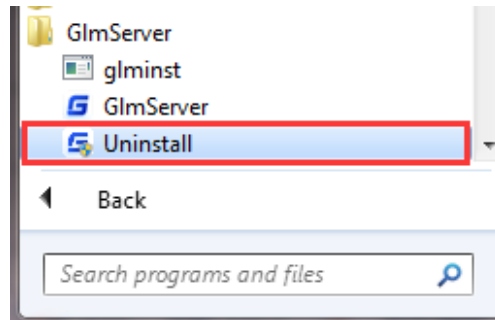 GlmServer
glminst
GlmServer
Uninstall
Back
Search programs and files